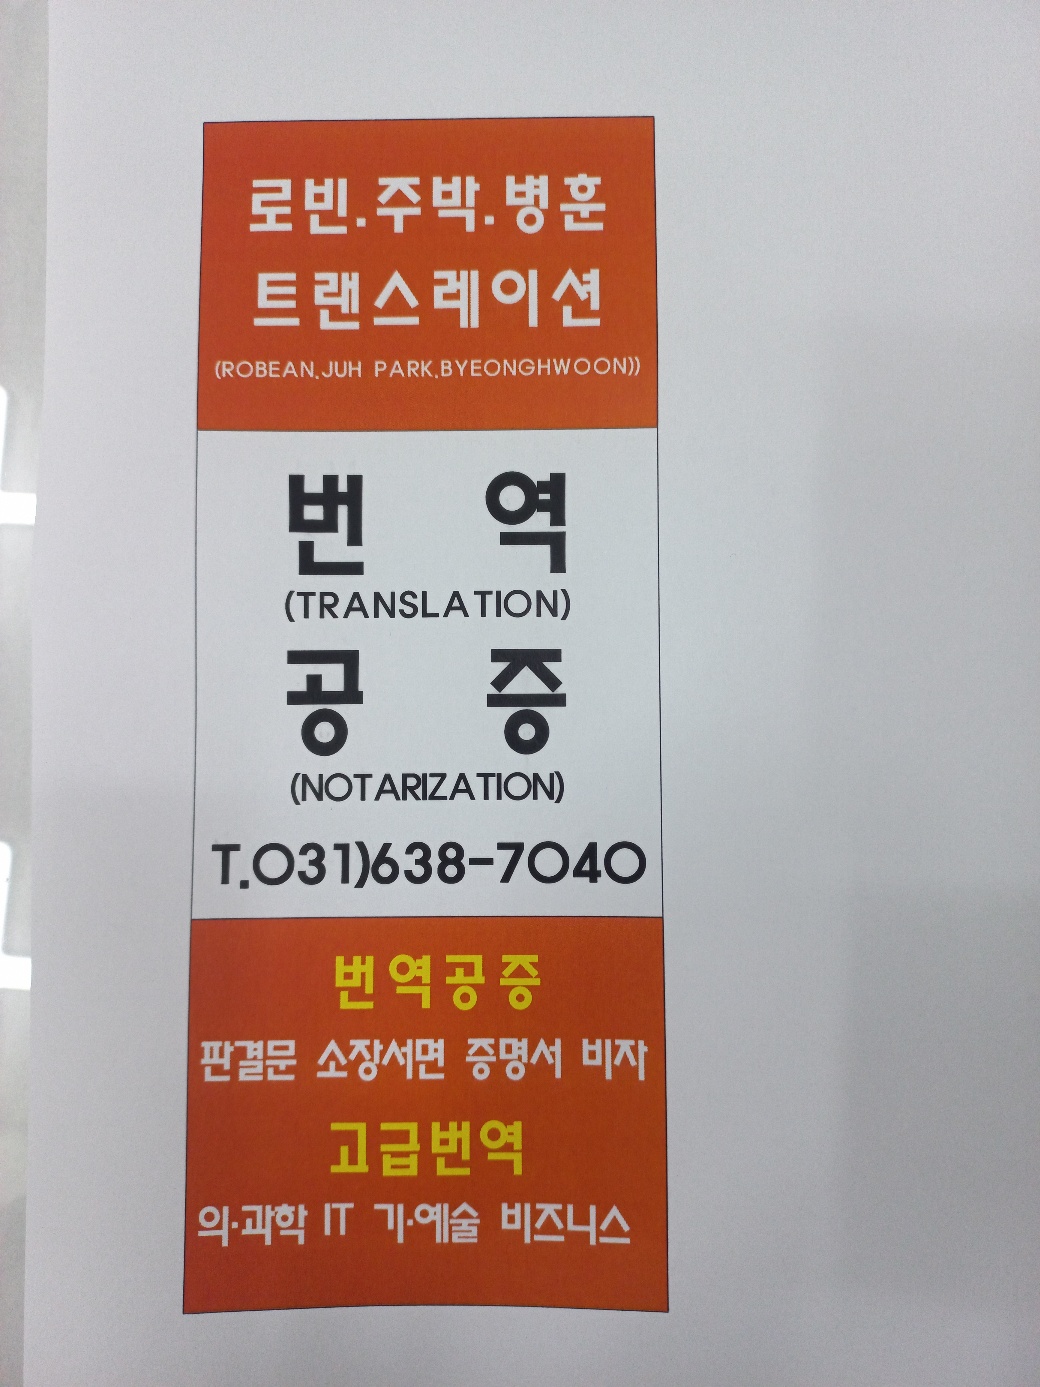 로빈.주박.병훈
트랜스레이션
(ROBEAN.JUH PARK.BYEONGHWOON))
번 역
(TRANSLATION)
공 증
(NOTARIZATION)
T.031)638-7040
번역공증
판결문 소장서면 증명서 비자
고급번역
의·과학 IT 기·예술 비즈니스